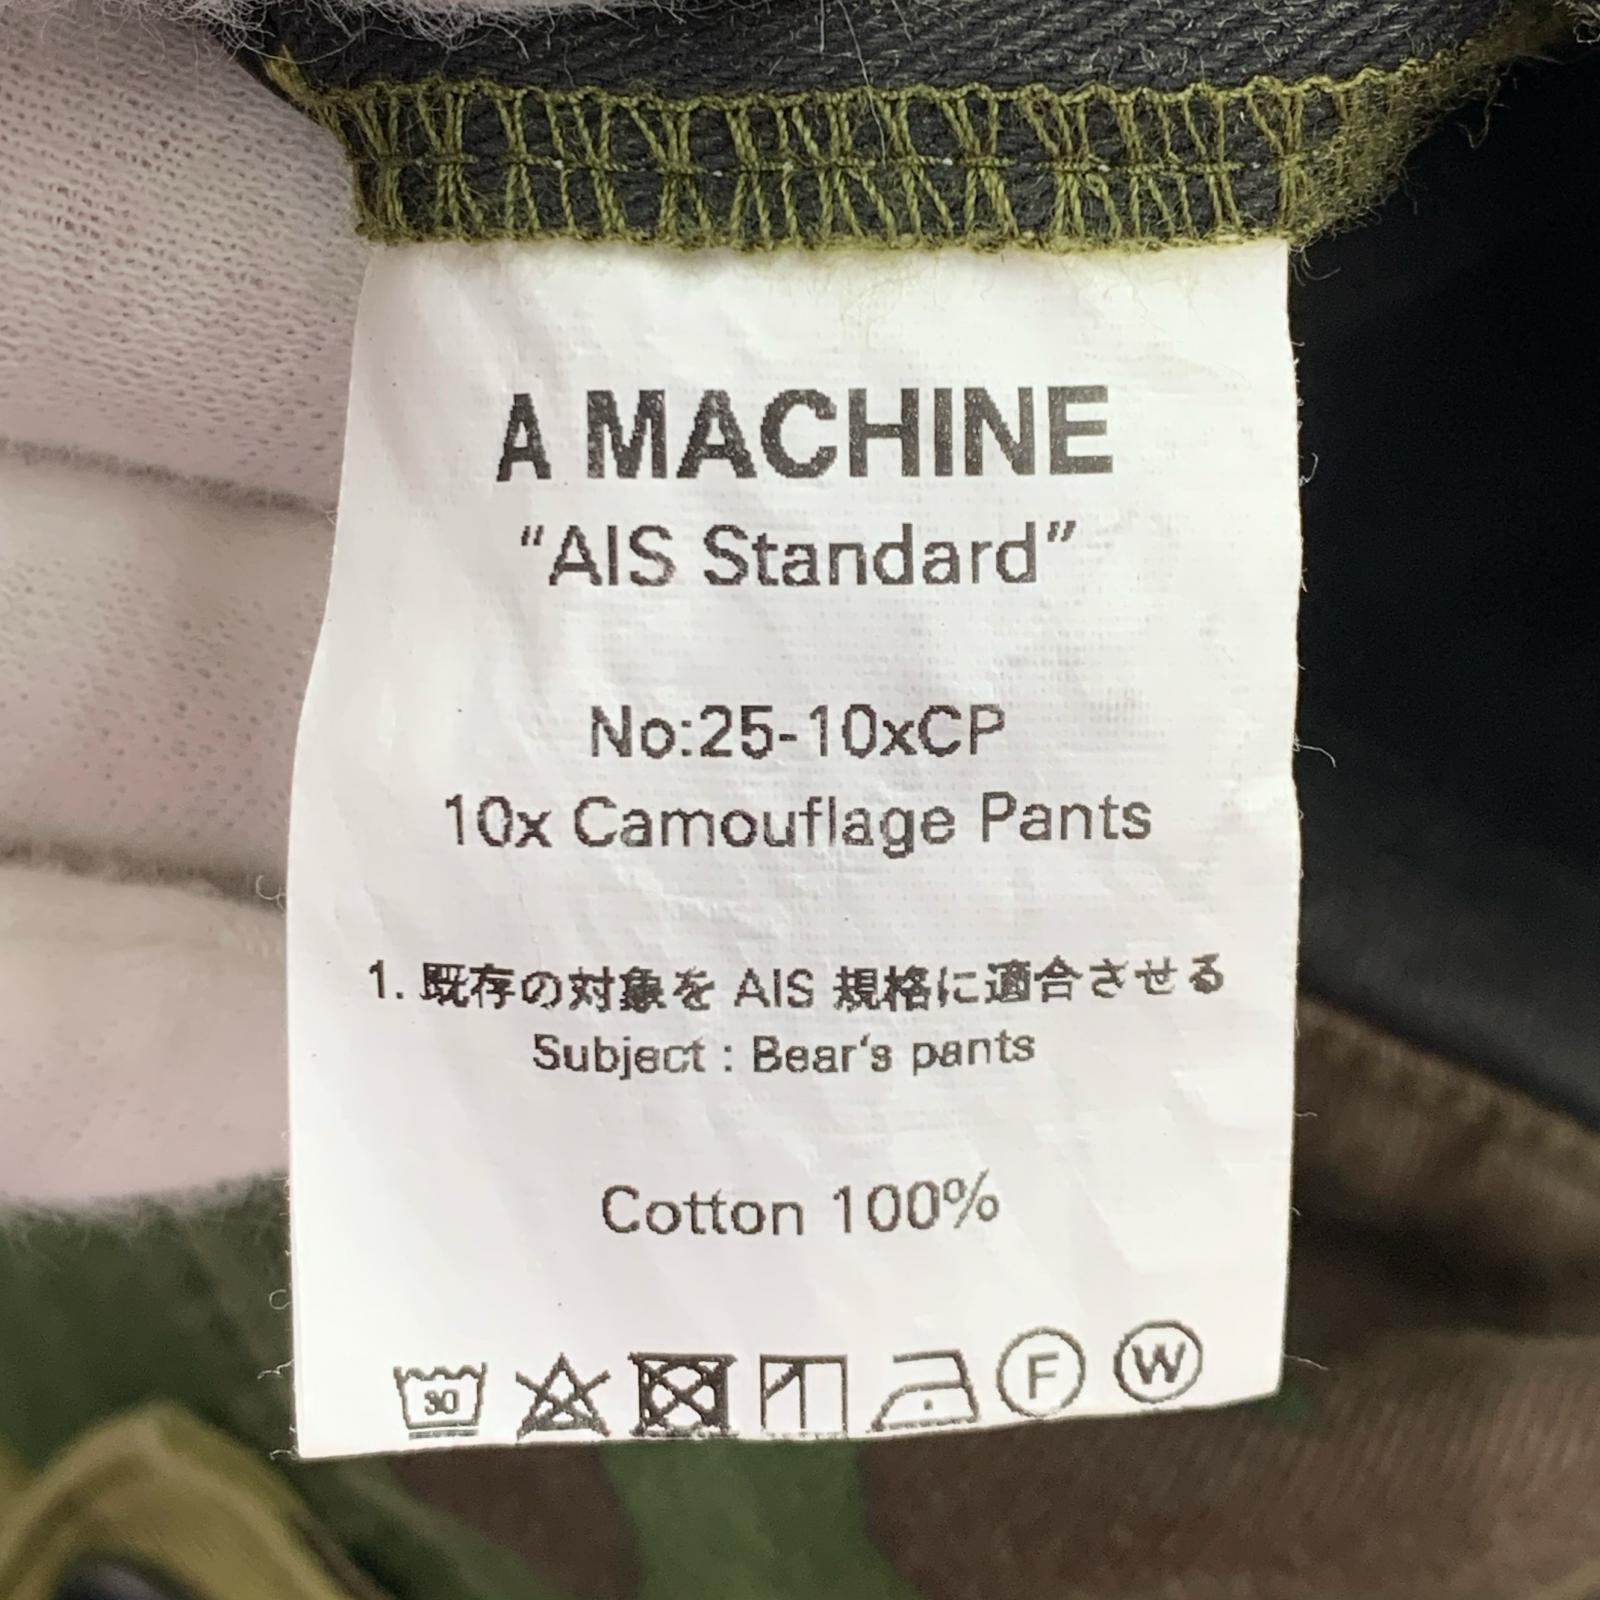 A MACHINE
“AIS Standard”
No:25-10xCP
10x Camouflage Pants
1. 既存の対象を AIS 規格に適合させる
Subject : Bear‘s pants
Cotton 100%
30 F W